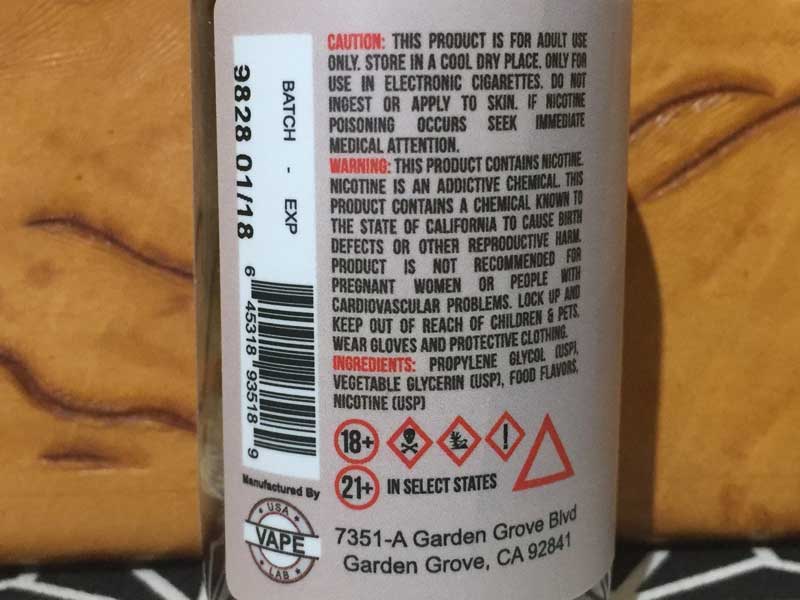 CAUTION: THIS PRODUCT IS FOR ADULT USE
ONLY. STORE IN A COOL DRY PLACE. ONLY FOR
USE IN ELECTRONIC CIGARETTES. DO NOT
INGEST OR APPLY TO SKIN. IF NICOTINE
POISONING OCCURS SEEK IMMEDIATE
MEDICAL ATTENTION.
WARNING: THIS PRODUCT CONTAINS NICOTINE.
NICOTINE IS AN ADDICTIVE CHEMICAL. THIS
PRODUCT CONTAINS A CHEMICAL KNOWN TO
THE STATE OF CALIFORNIA TO CAUSE BIRTH
DEFECTS OR OTHER REPRODUCTIVE HARM.
PRODUCT IS NOT RECOMMENDED FOR
PREGNANT WOMEN OR PEOPLE WITH
CARDIOVASCULAR PROBLEMS. LOCK UP AND
KEEP OUT OF REACH OF CHILDREN & PETS.
WEAR GLOVES AND PROTECTIVE CLOTHING.
INGREDIENTS: PROPYLENE GLYCOL (USP),
VEGETABLE GLYCERIN (USP), FOOD FLAVORS,
NICOTINE (USP)
18+ !
21+ IN SELECT STATES
BATCH - EXP
9828 01/18
6 45318 93518 9
Manufactured By
USA
VAPE
LAB
7351-A Garden Grove Blvd
Garden Grove, CA 92841